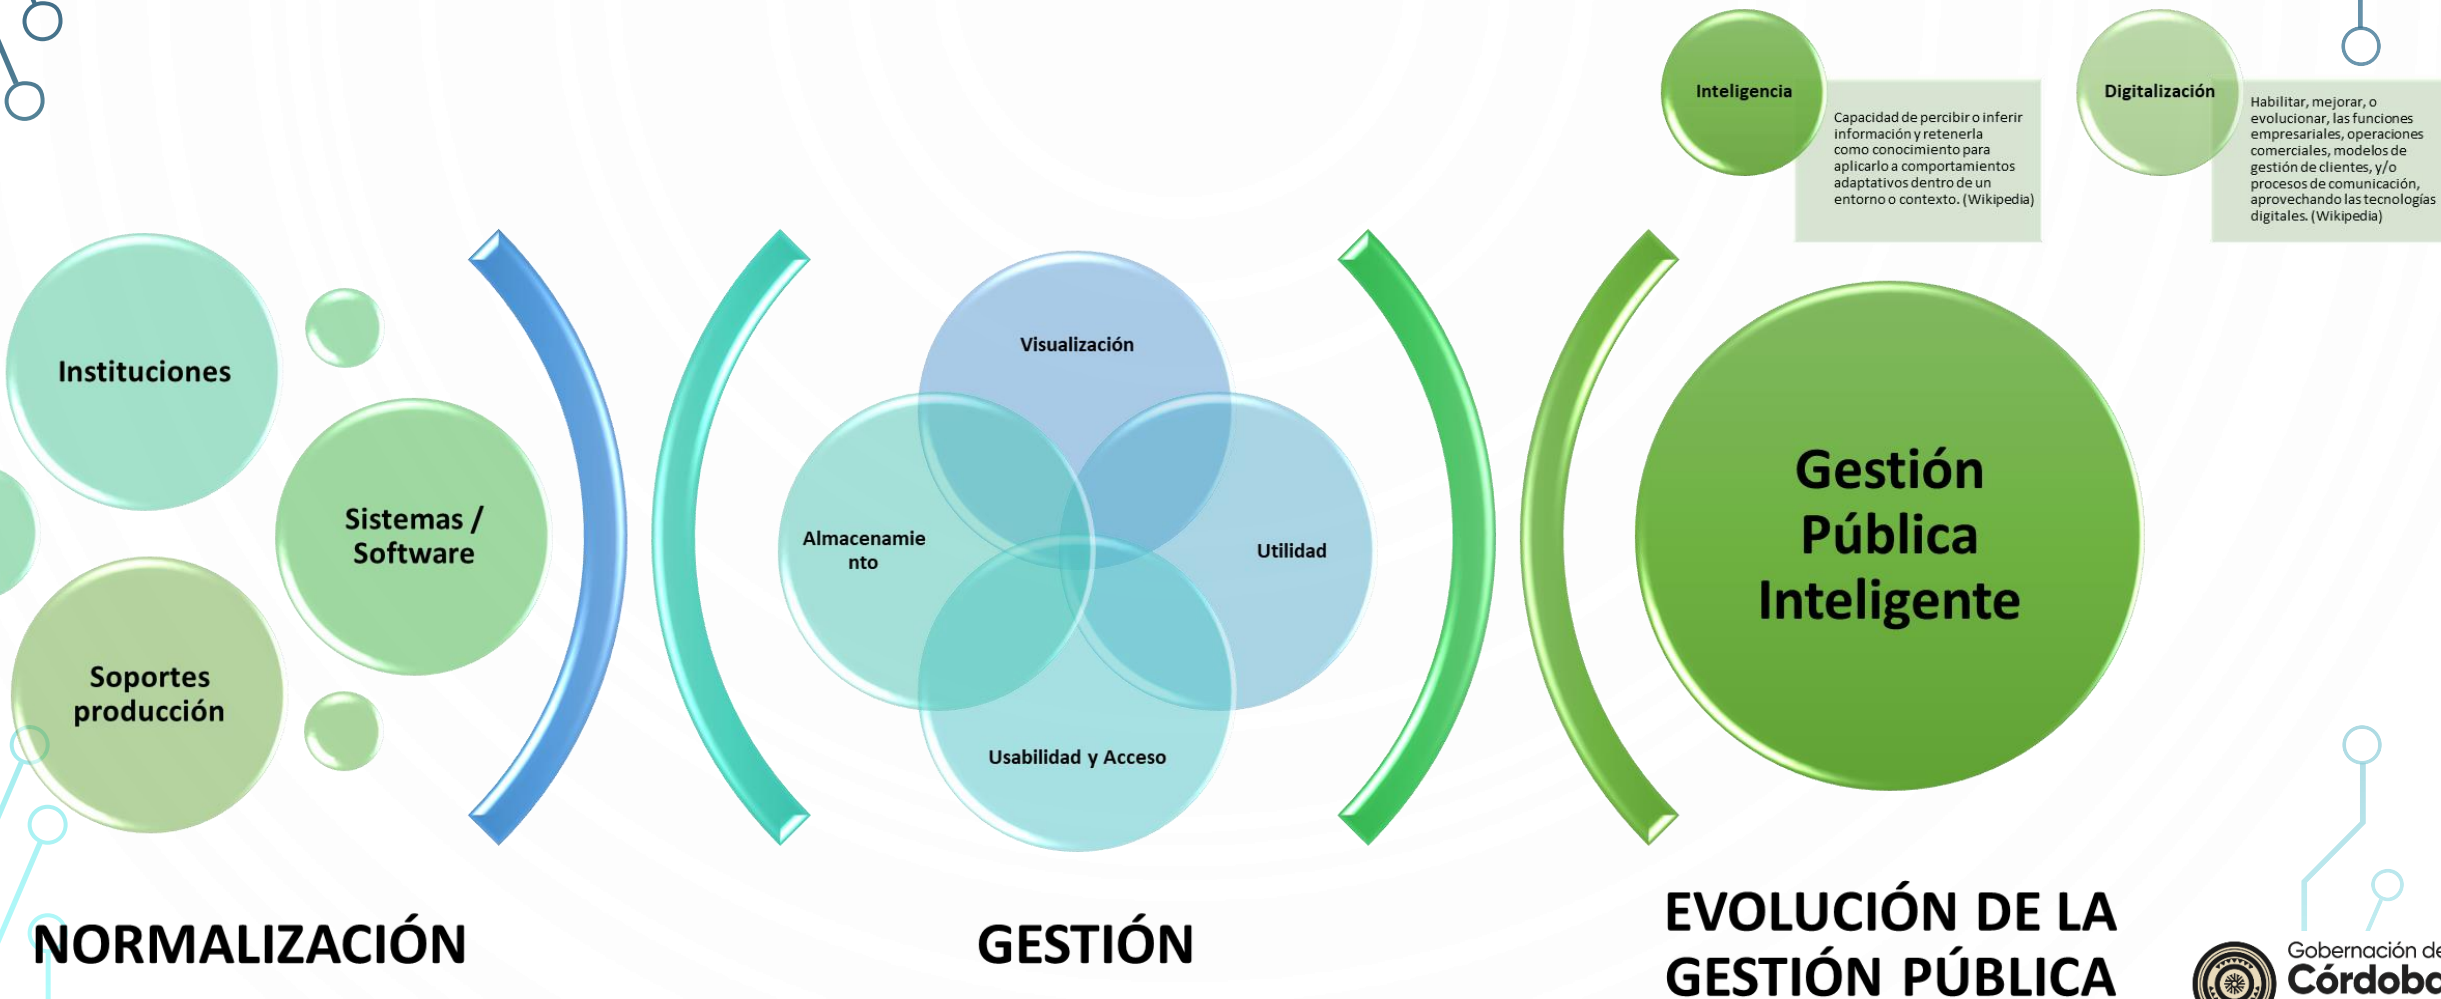 Inteligencia
Capacidad de percibir o inferir
información y retenerla
como conocimiento para
aplicarlo a comportamientos
adaptativos dentro de un
entorno o contexto. (Wikipedia)
Digitalización
Habilitar, mejorar, o
evolucionar, las funciones
empresariales, operaciones
comerciales, modelos de
gestión de clientes, y/o
procesos de comunicación,
aprovechando las tecnologías
digitales. (Wikipedia)
Instituciones
Sistemas /
Software
Soportes
producción
Visualización
Almacenamie
nto
Utilidad
Usabilidad y Acceso
Gestión
Pública
Inteligente
NORMALIZACIÓN
GESTIÓN
EVOLUCIÓN DE LA
GESTIÓN PÚBLICA
Gobernación de
Córdoba